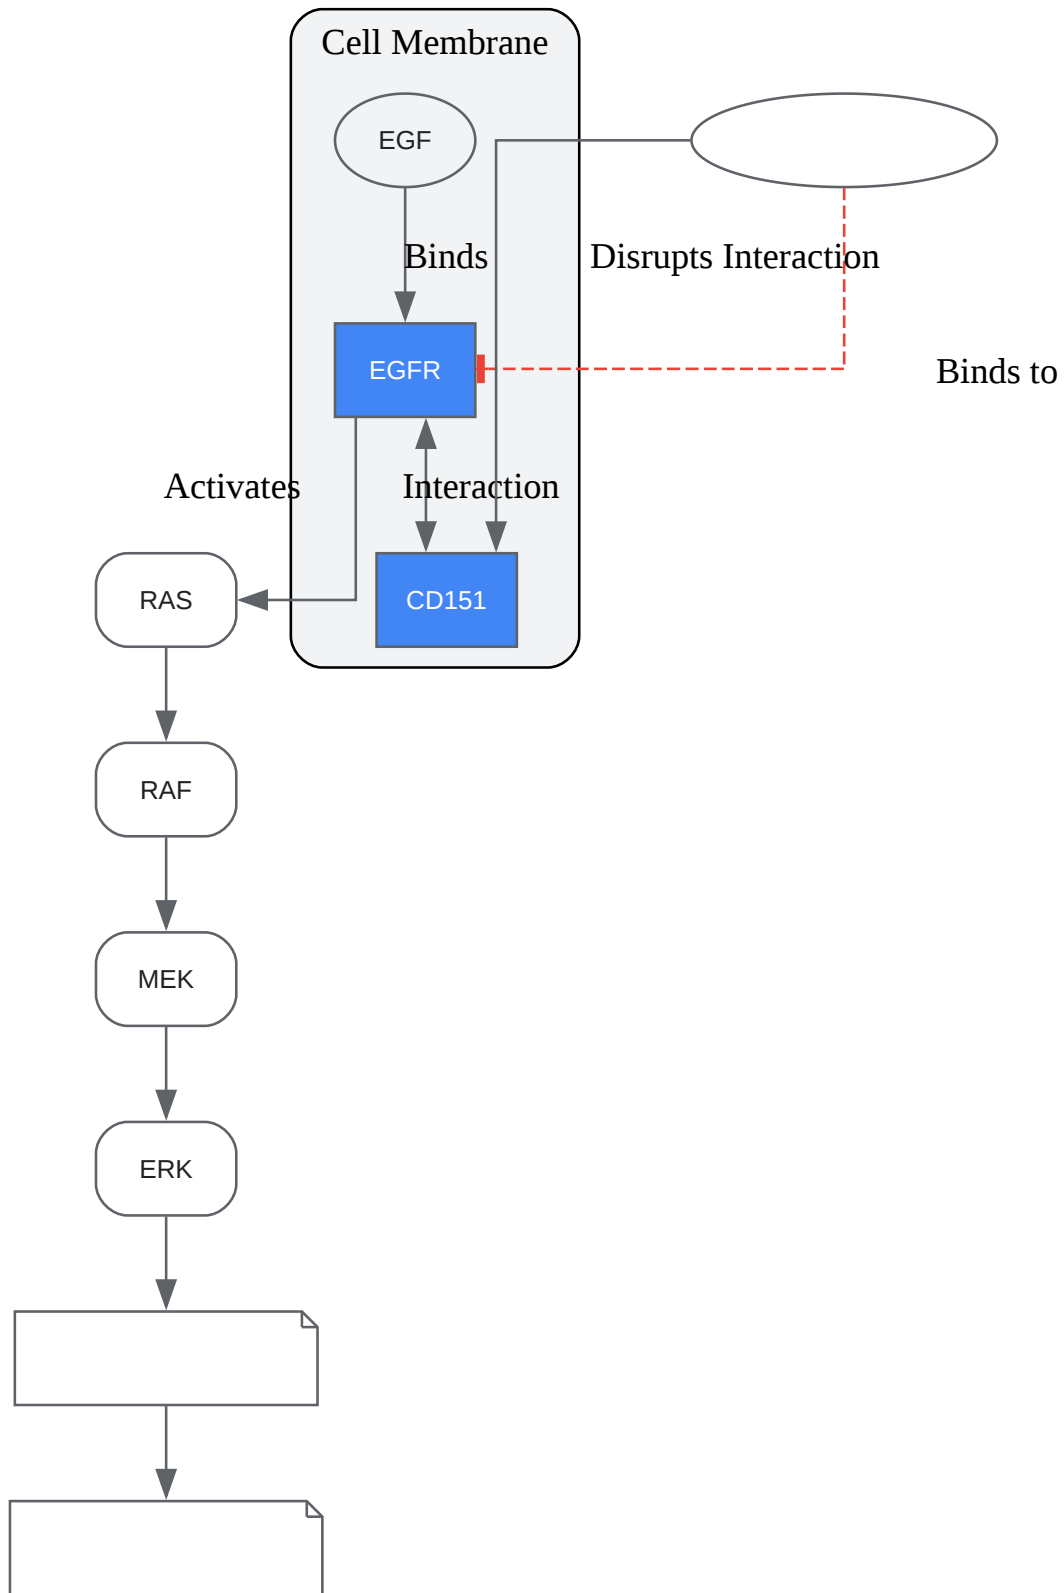 Cell Membrane
EGF
Binds
Disrupts Interaction
EGFR
Binds to
Activates
Interaction
RAS
CD151
RAF
MEK
ERK